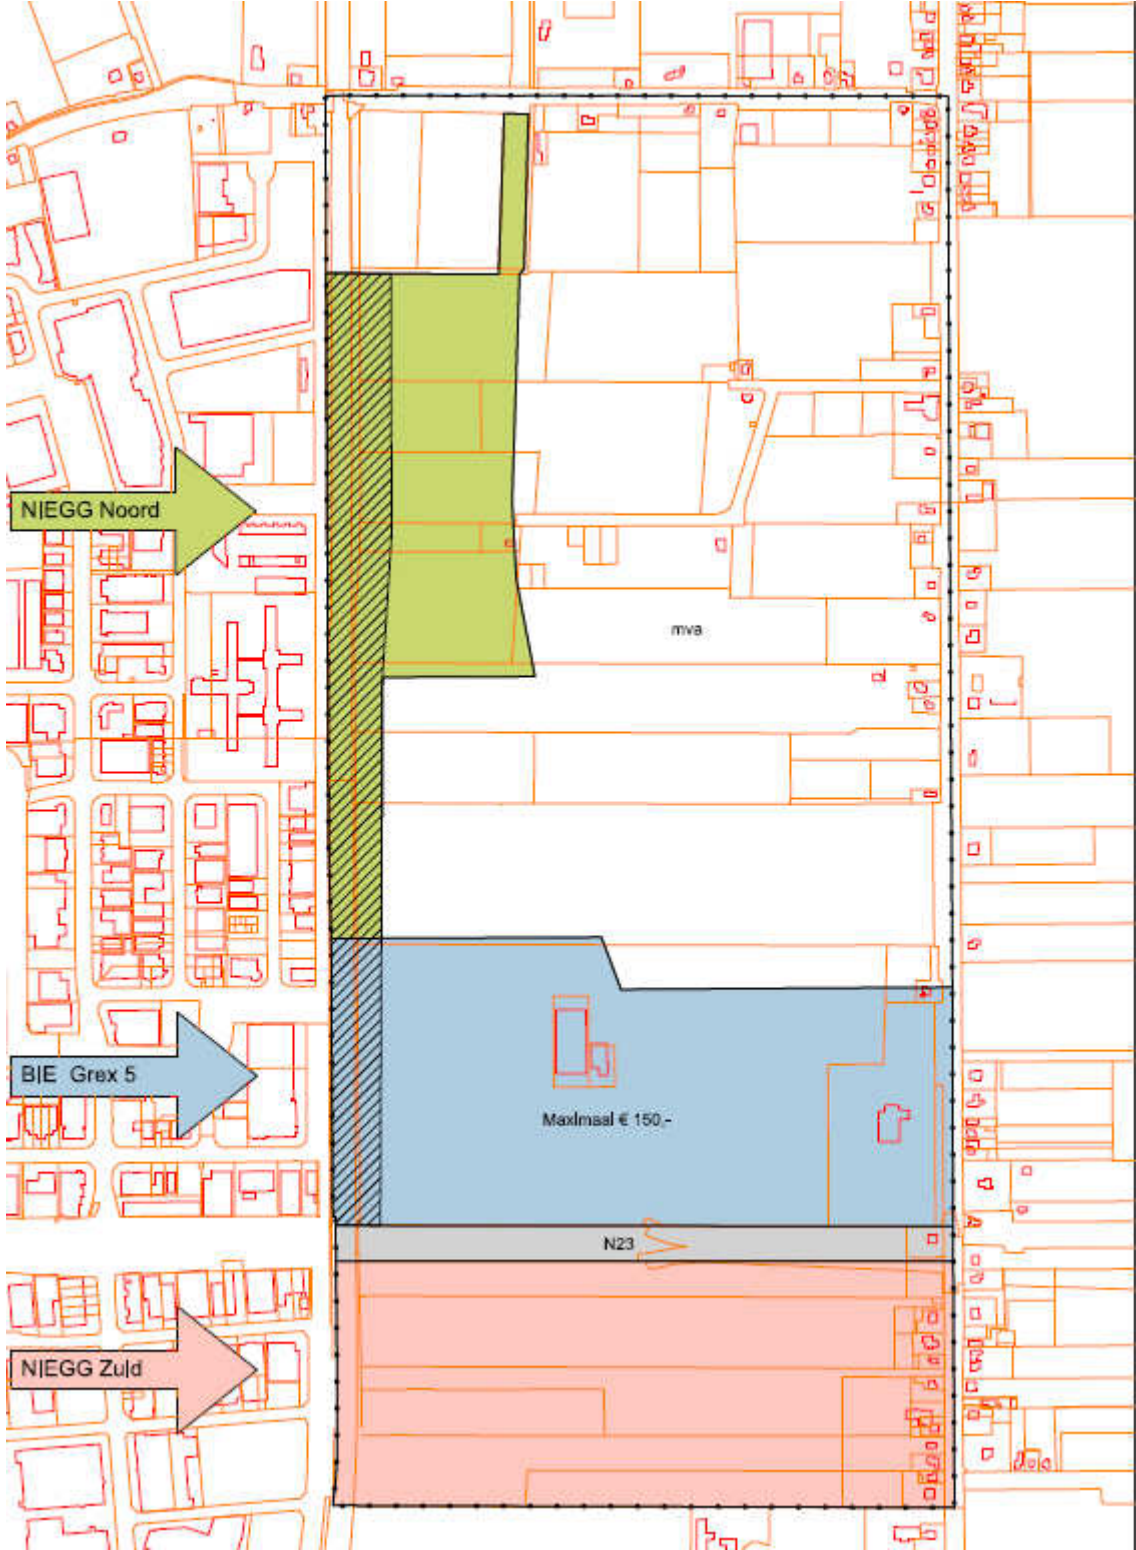 NIEGG Noord
mva
BIE Grex 5
Maximaal € 150,-
N23
NIEGG Zuid